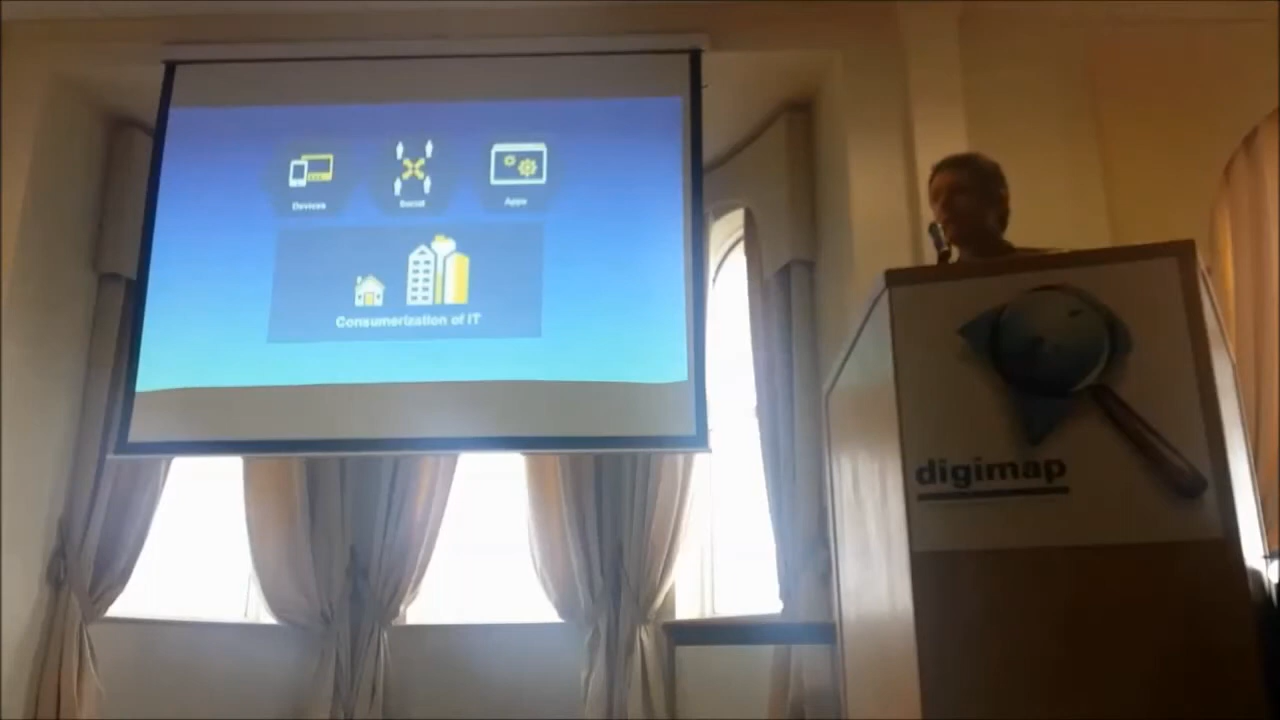 Devices
Social
Apps
Consumerization of IT
digimap